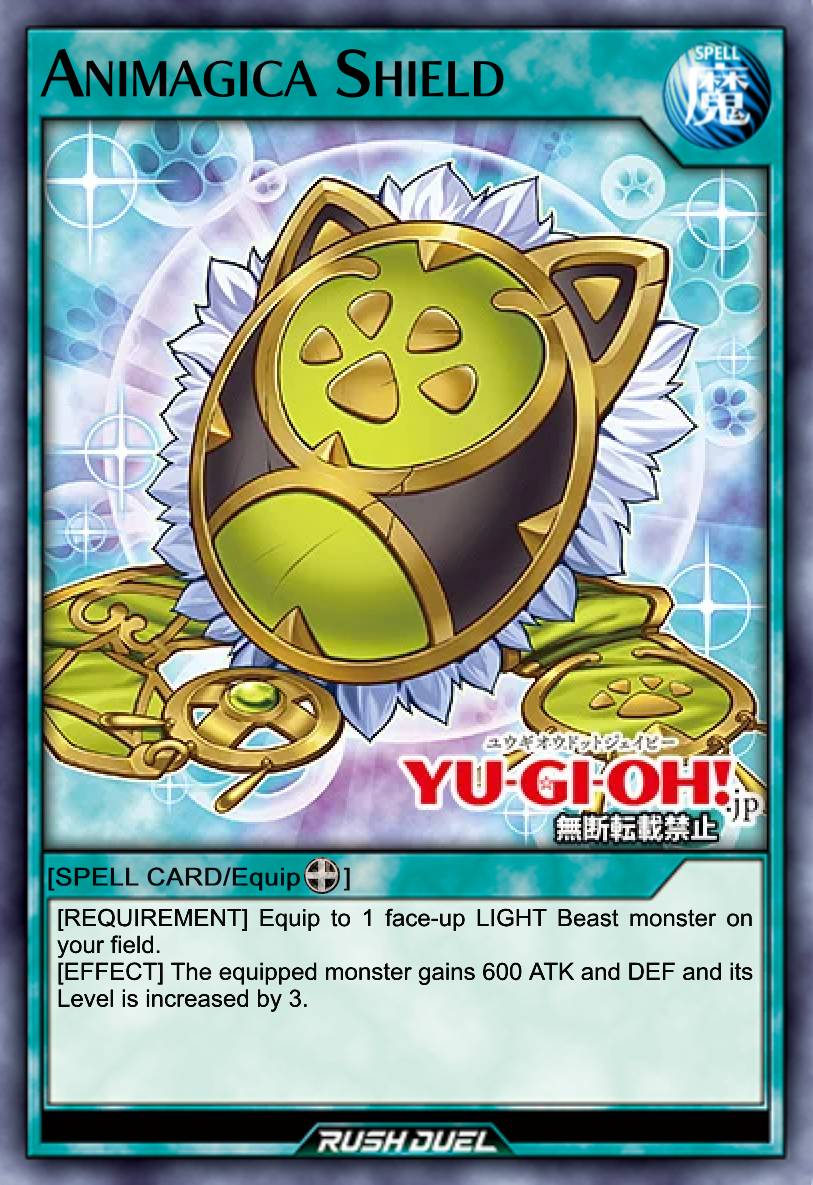 ANIMAGICA SHIELD
SPELL
魔
ユウギオウドットジェイピー
YU-GI-OH!.jp
無断転載禁止
[SPELL CARD/Equip]
[REQUIREMENT] Equip to 1 face-up LIGHT Beast monster on
your field.
[EFFECT] The equipped monster gains 600 ATK and DEF and its
Level is increased by 3.
RUSH DUEL